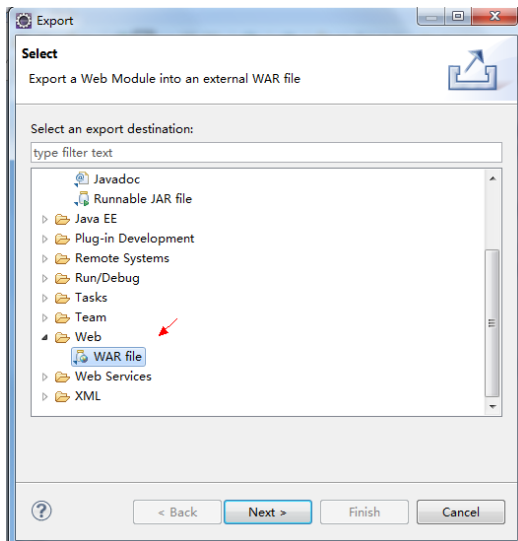 Export
Select
Export a Web Module into an external WAR file
Select an export destination:
type filter text
Javadoc
Runnable JAR file
Java EE
Plug-in Development
Remote Systems
Run/Debug
Tasks
Team
Web
WAR file
Web Services
XML
< Back Next > Finish Cancel